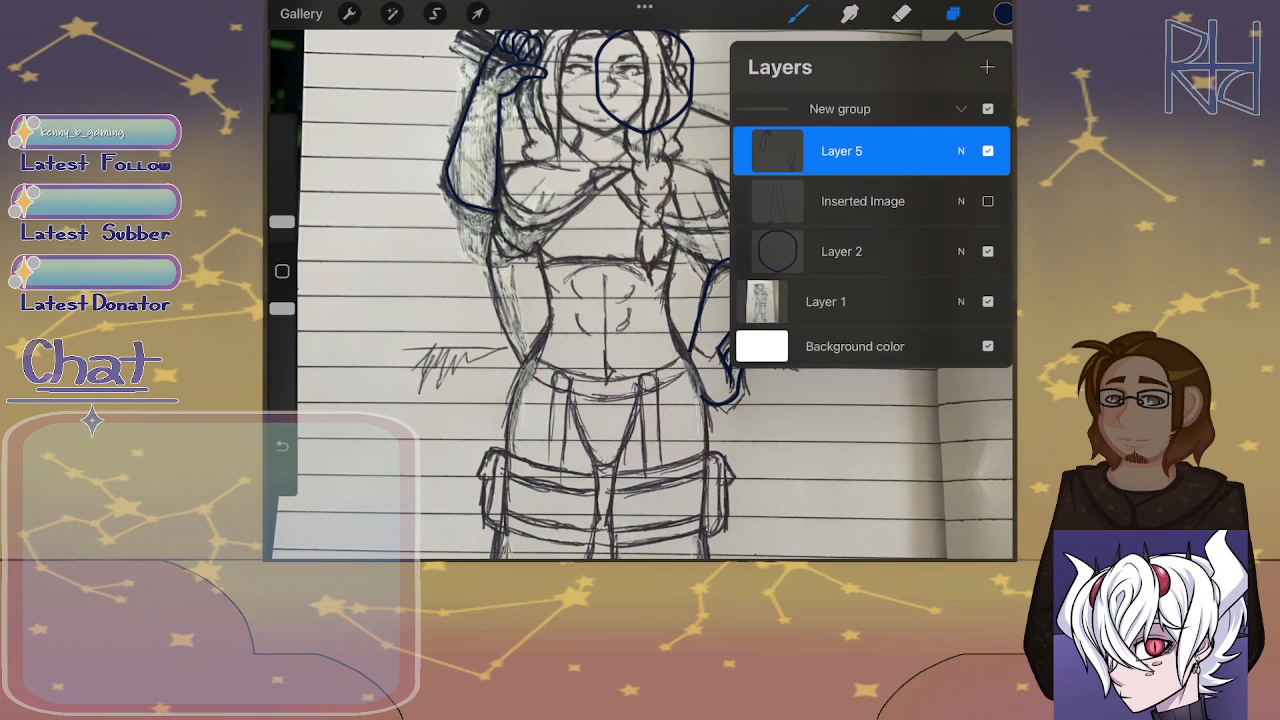 Gallery
Layers
New group
Layer 5 N
Inserted Image N
Layer 2 N
Layer 1 N
Background color
kenny_b_gaming
Latest Follow
Latest Subber
Latest Donator
Chat